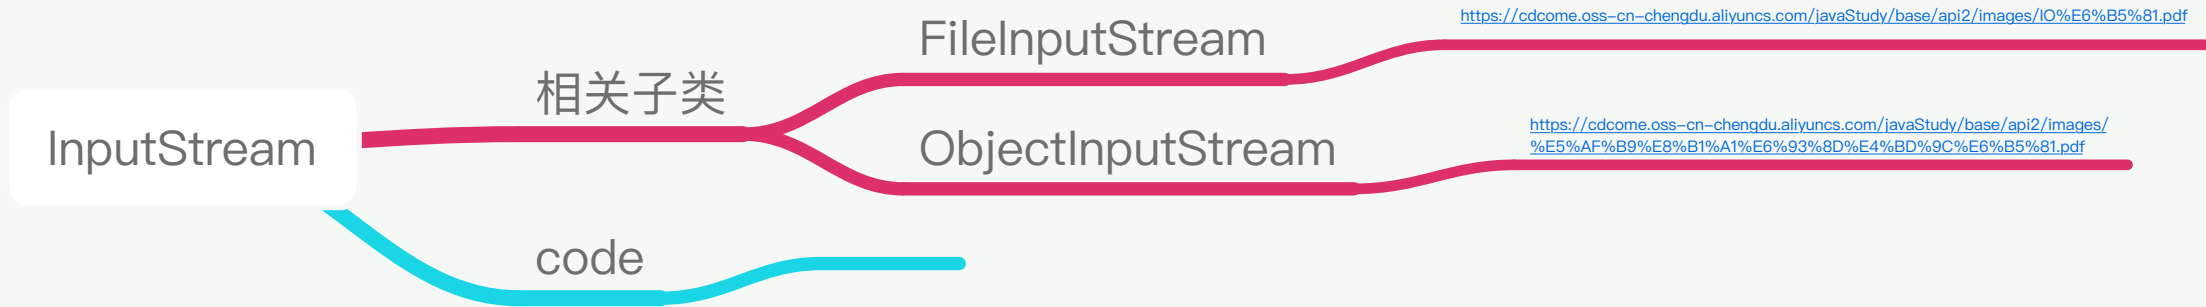 InputStream
相关子类
FileInputStream
https://cdcome.oss-cn-chengdu.aliyuncs.com/javaStudy/base/api2/images/IO%E6%B5%81.pdf
ObjectInputStream
https://cdcome.oss-cn-chengdu.aliyuncs.com/javaStudy/base/api2/images/
%E5%AF%B9%E8%B1%A1%E6%93%8D%E4%BD%9C%E6%B5%81.pdf
code